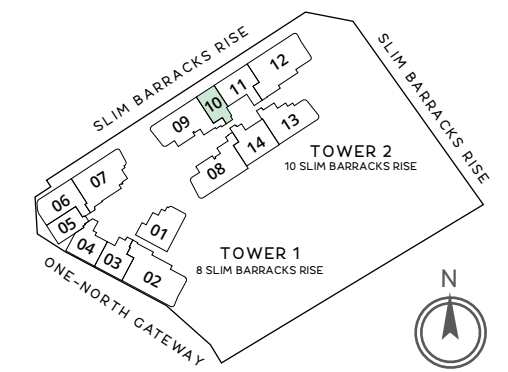 SLIM BARRACKS RISE
SLIM BARRACKS RISE
12
11
10
09
13
14
08
TOWER 2
10 SLIM BARRACKS RISE
07
06
05
04
03
01
02
TOWER 1
8 SLIM BARRACKS RISE
ONE-NORTH GATEWAY
N